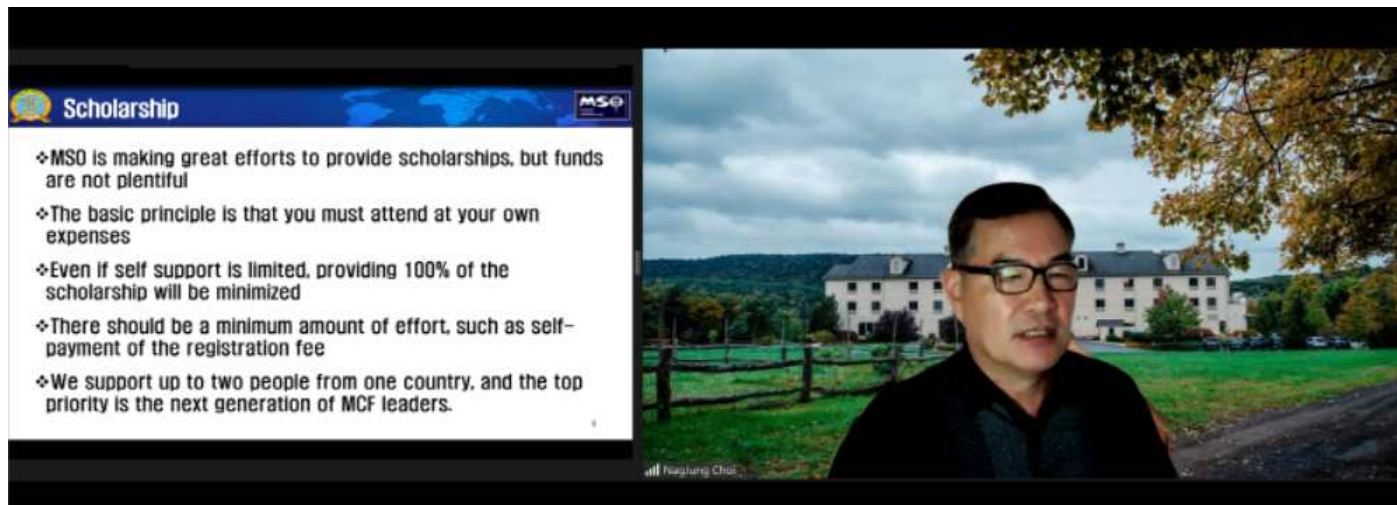 Scholarship
MSO
❖MSO is making great efforts to provide scholarships, but funds
are not plentiful
❖The basic principle is that you must attend at your own
expenses
❖Even if self support is limited, providing 100% of the
scholarship will be minimized
❖There should be a minimum amount of effort, such as self-
payment of the registration fee
❖We support up to two people from one country, and the top
priority is the next generation of MCF leaders.
Nagjung Choi